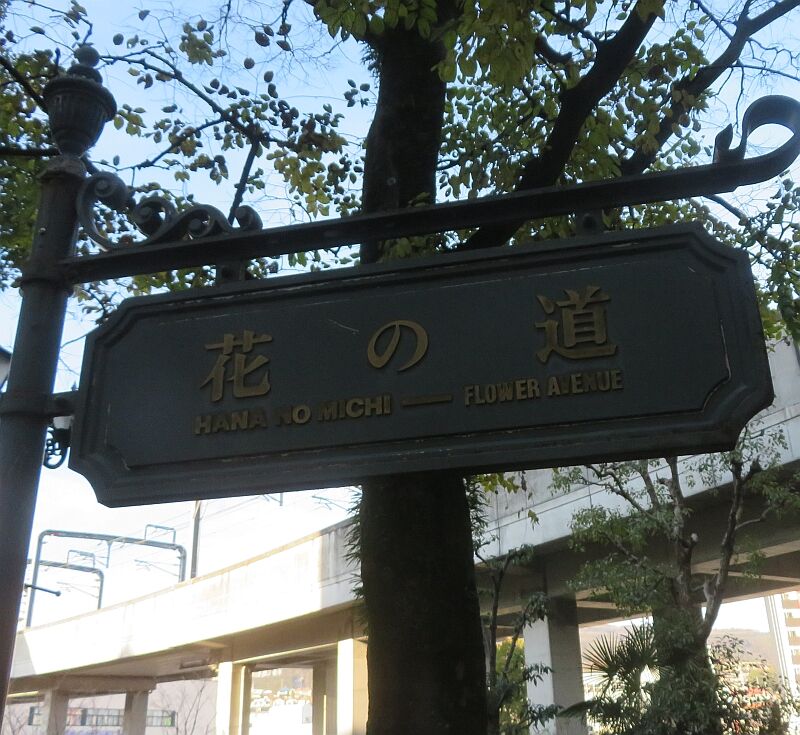 花の道
HANA NO MICHI — FLOWER AVENUE